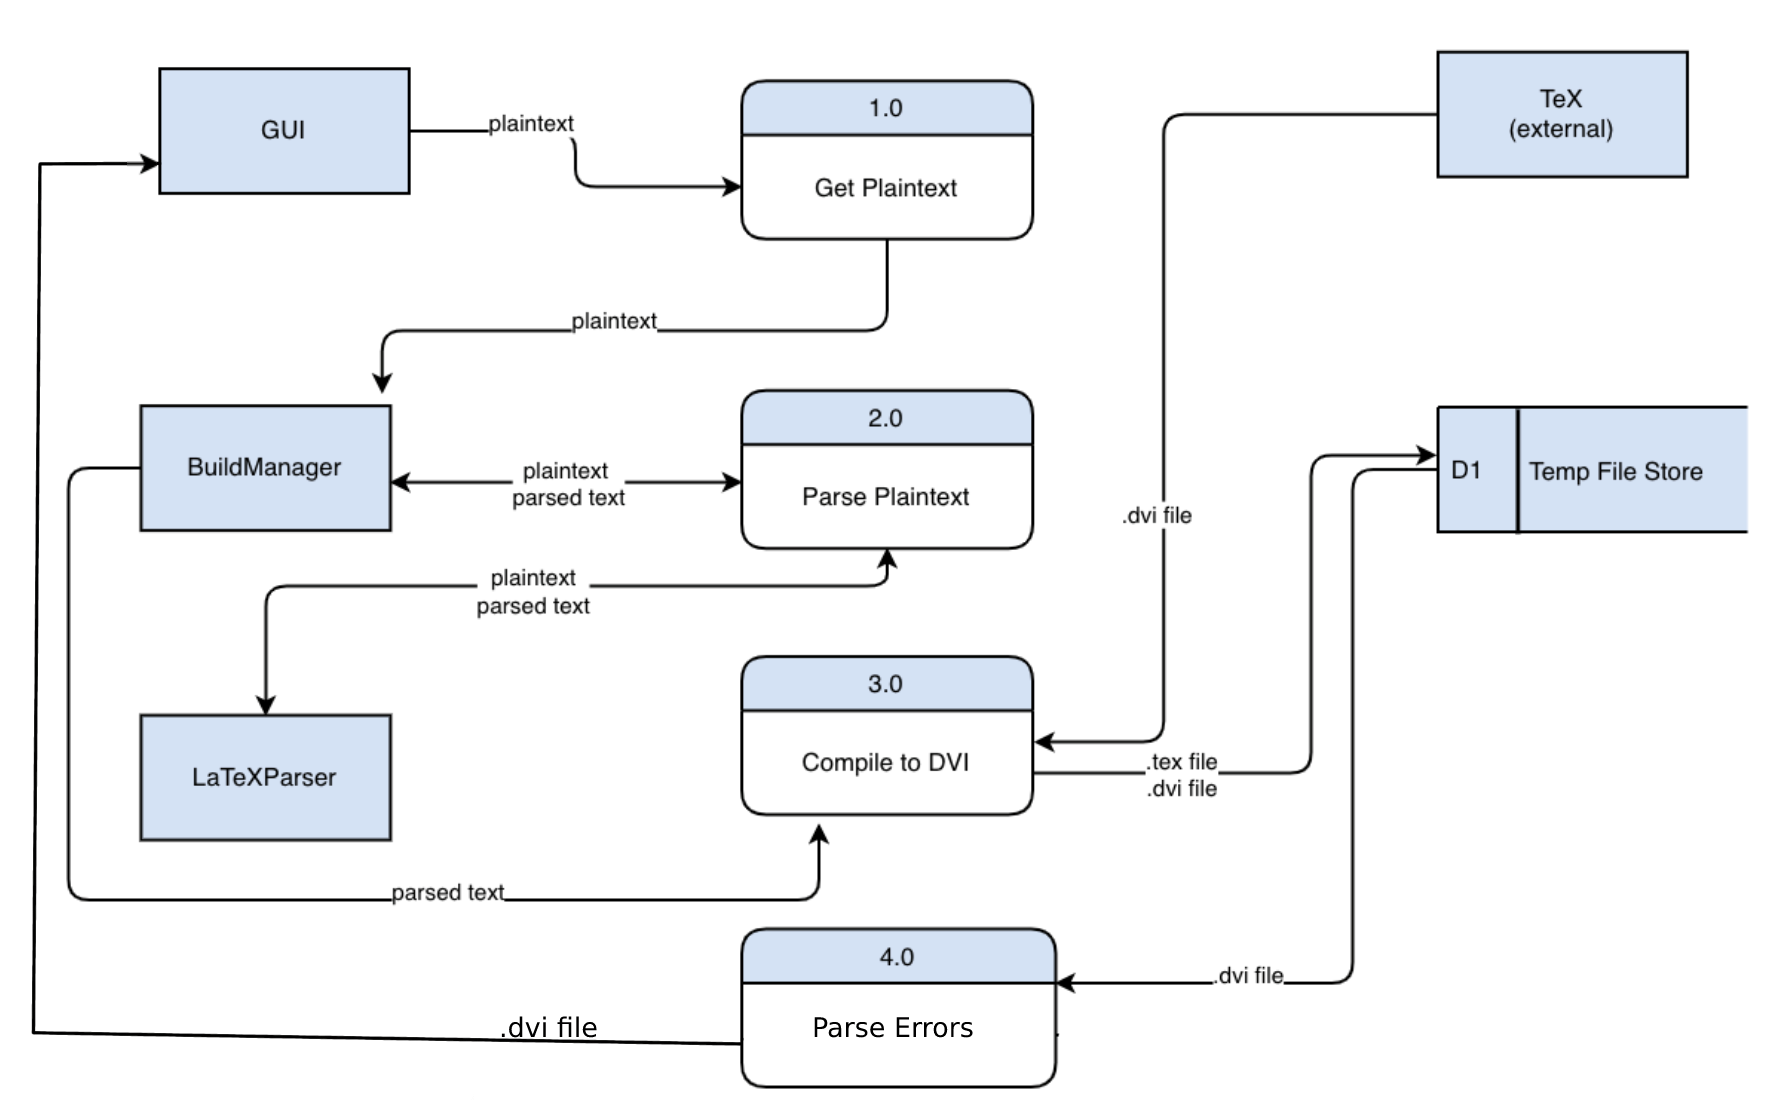 GUI
plaintext
1.0
Get Plaintext
TeX
(external)
plaintext
BuildManager
plaintext
parsed text
2.0
Parse Plaintext
.dvi file
D1
Temp File Store
plaintext
parsed text
LaTeXParser
3.0
Compile to DVI
.tex file
.dvi file
parsed text
4.0
Parse Errors
.dvi file
.dvi file